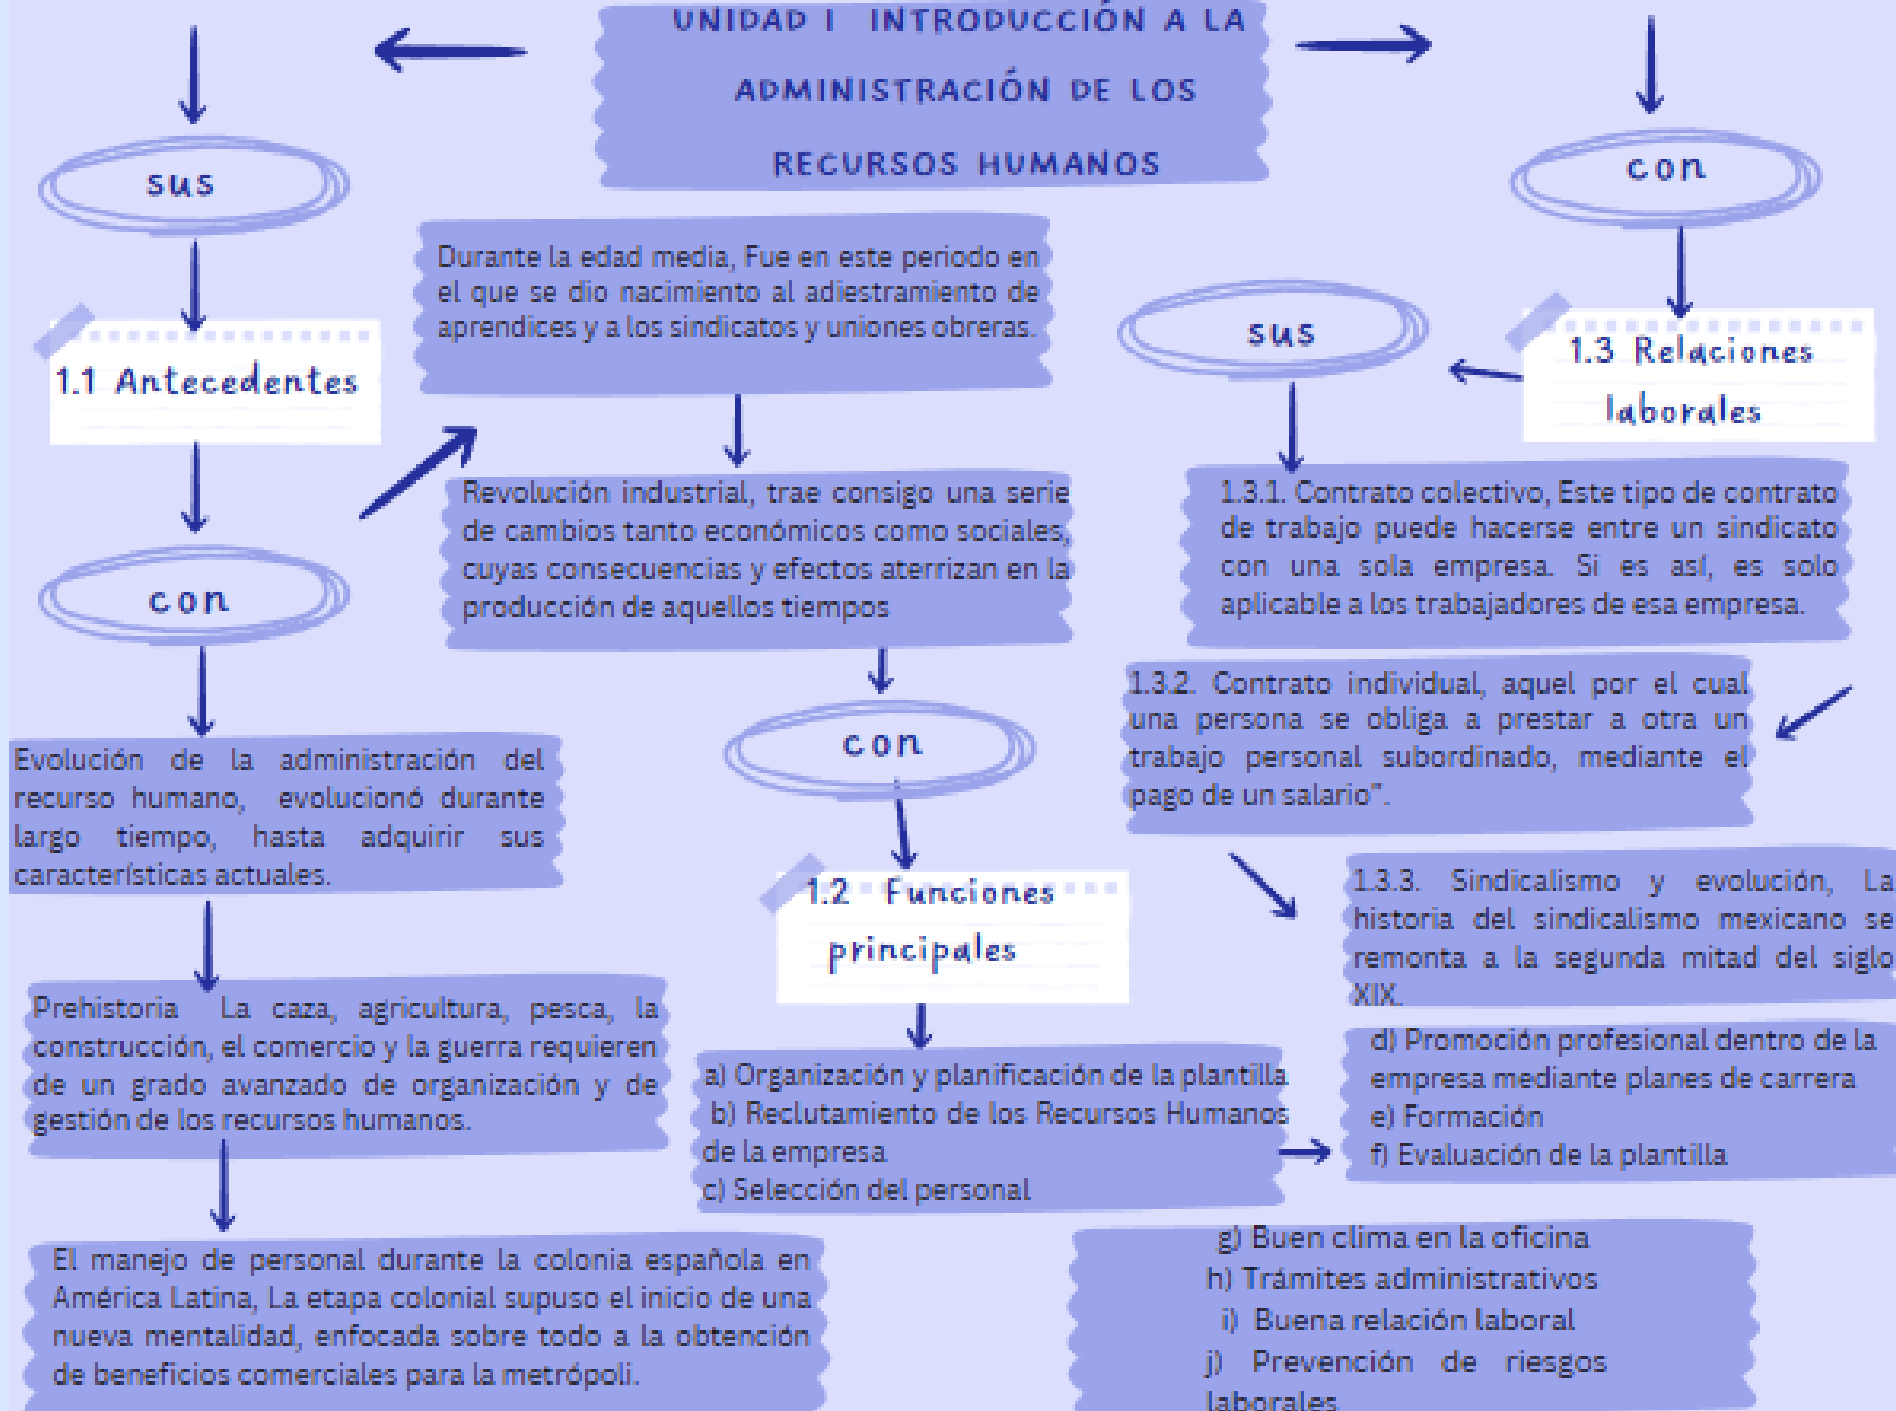 UNIDAD I INTRODUCCIÓN A LA
ADMINISTRACIÓN DE LOS
RECURSOS HUMANOS
sus
1.1 Antecedentes
con
Evolución de la administración del
recurso humano, evolucionó durante
largo tiempo, hasta adquirir sus
características actuales.
Prehistoria La caza, agricultura, pesca, la
construcción, el comercio y la guerra requieren
de un grado avanzado de organización y de
gestión de los recursos humanos.
El manejo de personal durante la colonia española en
América Latina, La etapa colonial supuso el inicio de una
nueva mentalidad, enfocada sobre todo a la obtención
de beneficios comerciales para la metrópoli.
Durante la edad media, Fue en este periodo en
el que se dio nacimiento al adiestramiento de
aprendices y a los sindicatos y uniones obreras.
Revolución industrial, trae consigo una serie
de cambios tanto económicos como sociales,
cuyas consecuencias y efectos aterrizan en la
producción de aquellos tiempos
con
1.2 Funciones
principales
a) Organización y planificación de la plantilla
b) Reclutamiento de los Recursos Humanos
de la empresa
c) Selección del personal
d) Promoción profesional dentro de la
empresa mediante planes de carrera
e) Formación
f) Evaluación de la plantilla
g) Buen clima en la oficina
h) Trámites administrativos
i) Buena relación laboral
j) Prevención de riesgos
laborales
con
1.3 Relaciones
laborales
sus
1.3.1. Contrato colectivo, Este tipo de contrato
de trabajo puede hacerse entre un sindicato
con una sola empresa. Si es así, es solo
aplicable a los trabajadores de esa empresa.
1.3.2. Contrato individual, aquel por el cual
una persona se obliga a prestar a otra un
trabajo personal subordinado, mediante el
pago de un salario”.
1.3.3. Sindicalismo y evolución, La
historia del sindicalismo mexicano se
remonta a la segunda mitad del siglo
XIX.